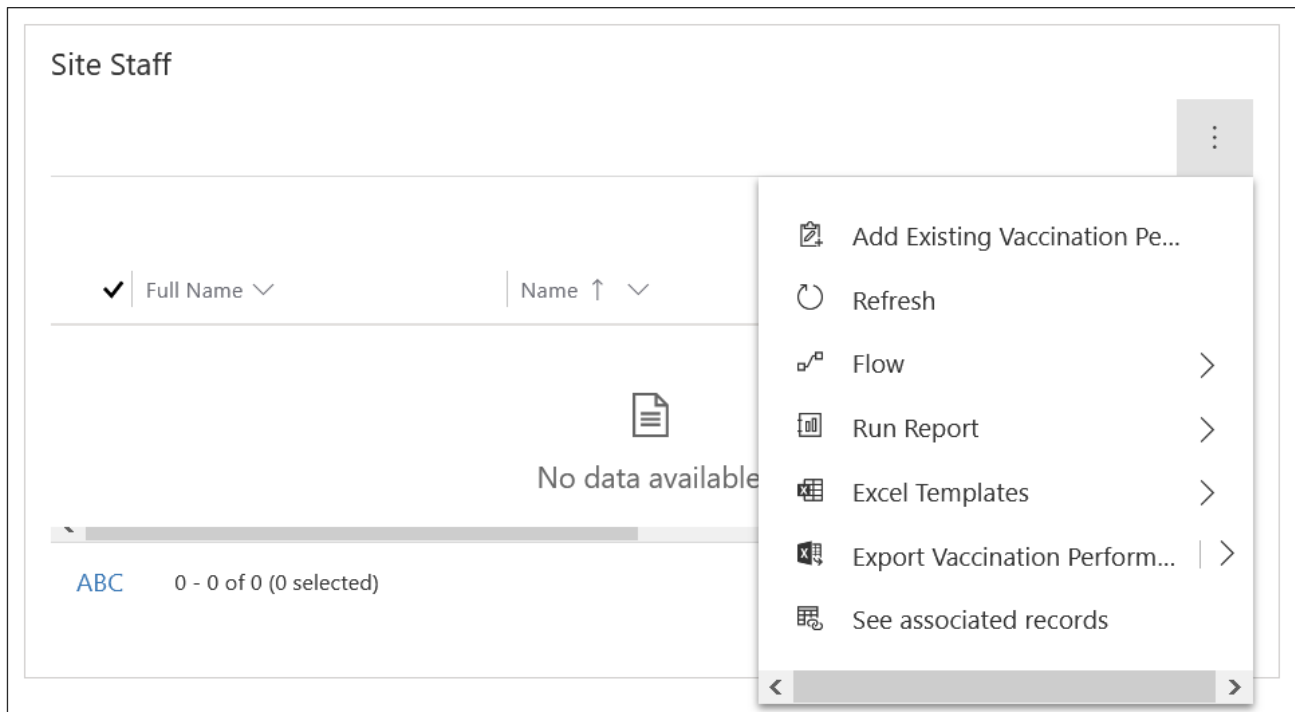 Site Staff
Add Existing Vaccination Pe...
Full Name
Name
Refresh
Flow
Run Report
No data available
Excel Templates
Export Vaccination Perform...
ABC 0 - 0 of 0 (0 selected)
See associated records